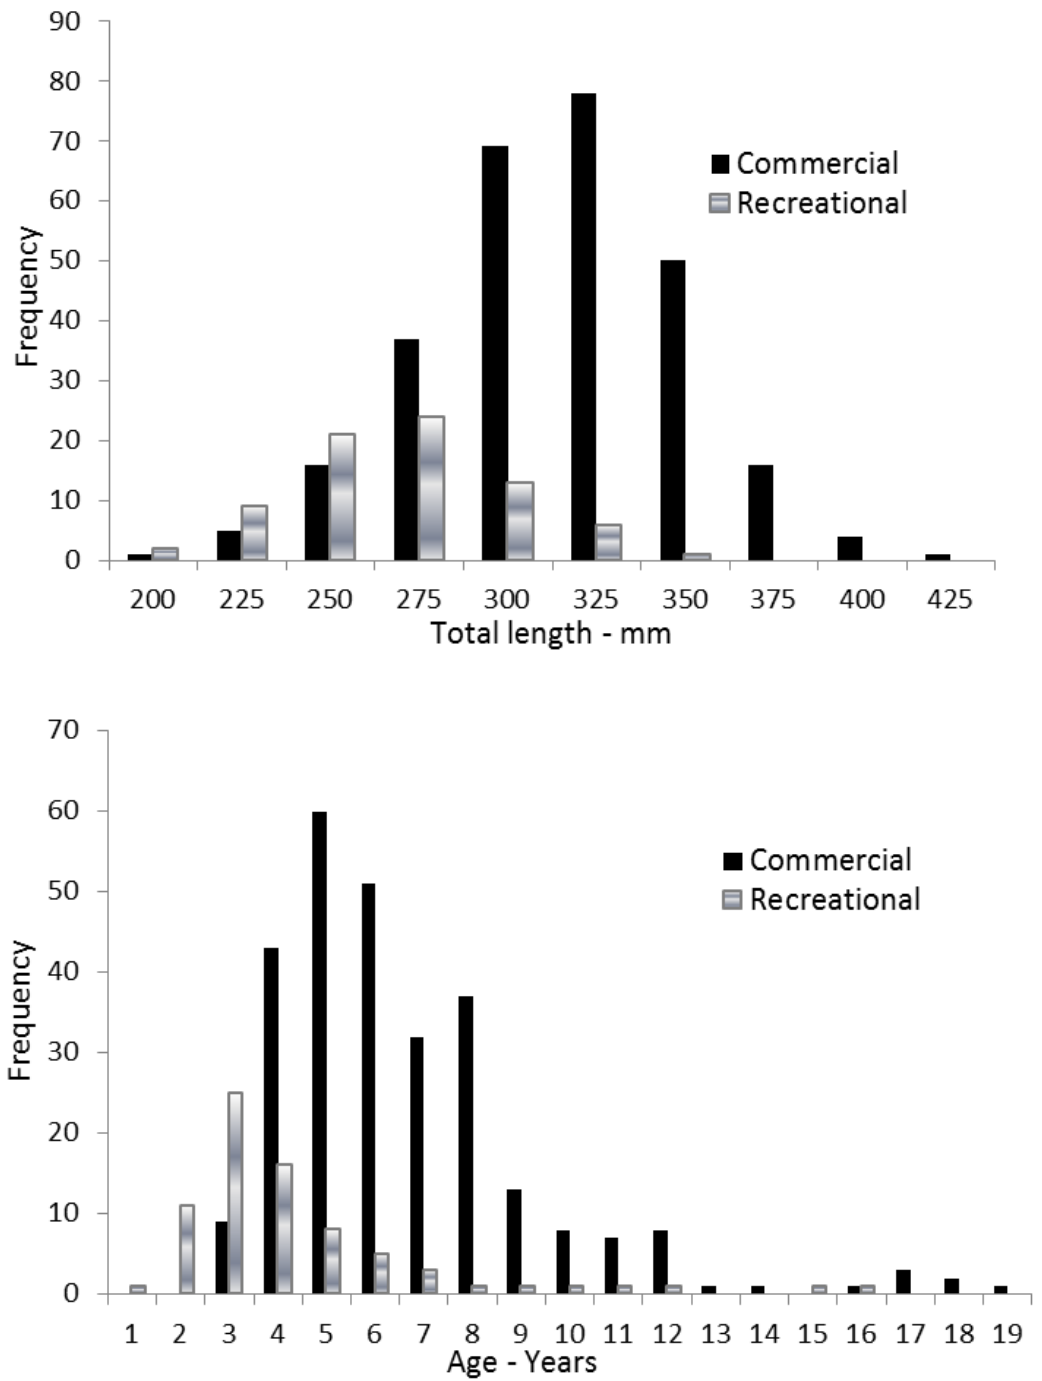 90
80
70
60
50
40
30
20
10
0
Frequency
Commercial
Recreational
200 225 250 275 300 325 350 375 400 425
Total length - mm
70
60
50
40
30
20
10
0
Frequency
Commercial
Recreational
1 2 3 4 5 6 7 8 9 10 11 12 13 14 15 16 17 18 19
Age - Years